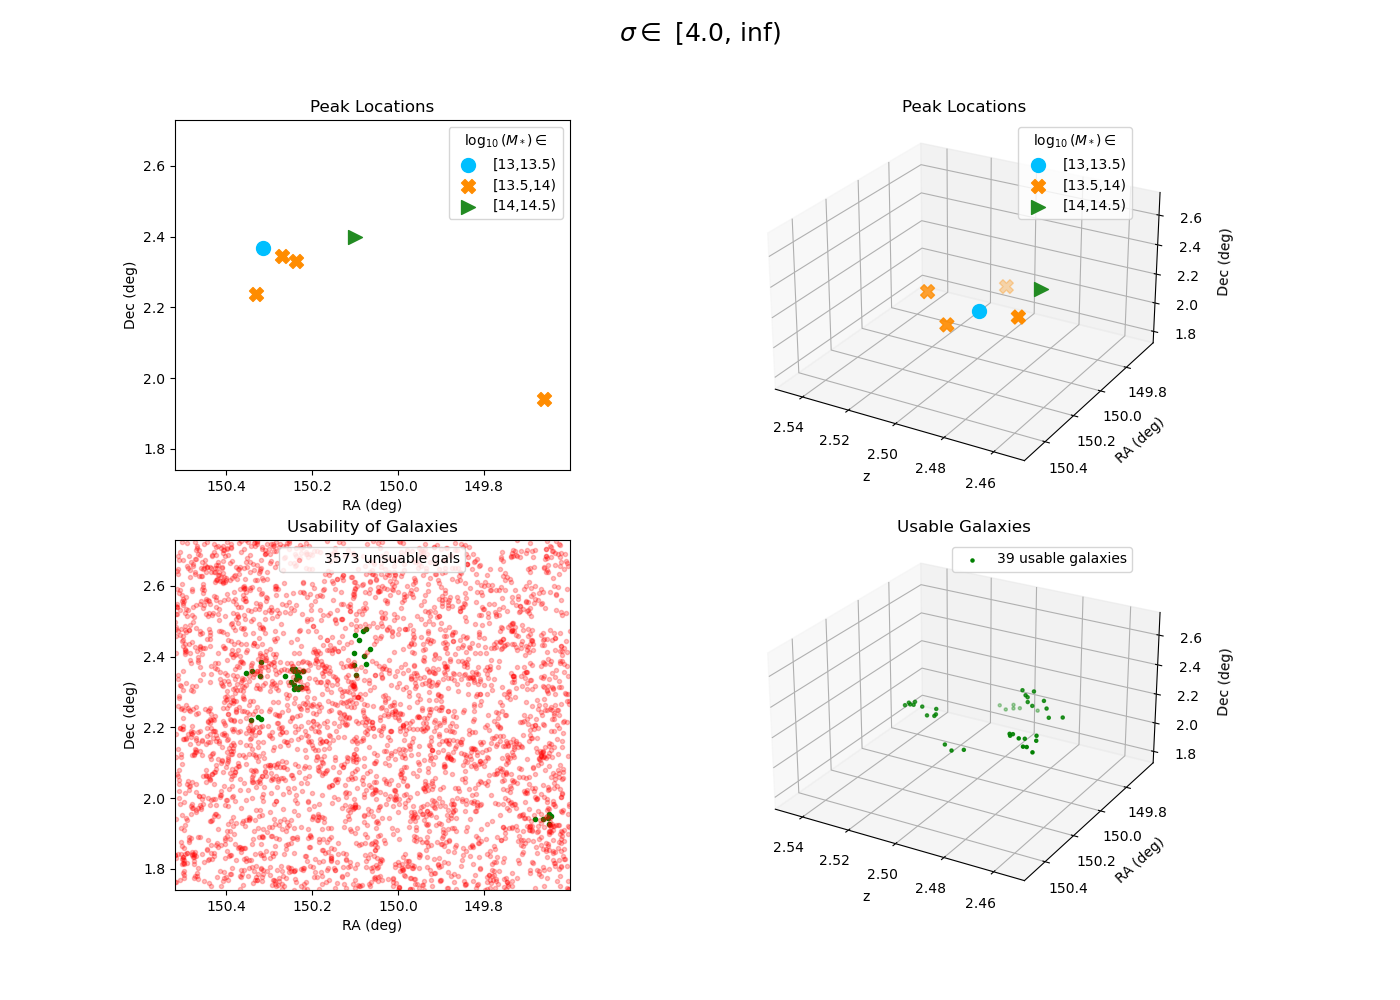 σ ∈ [4.0, inf)
Peak Locations
log₁₀(M*) ∈
[13,13.5)
[13.5,14)
[14,14.5)
2.6
2.4
2.2
2.0
1.8
Dec (deg)
150.4 150.2 150.0 149.8
RA (deg)
Peak Locations
log₁₀(M*) ∈
[13,13.5)
[13.5,14)
[14,14.5)
2.6
2.4
2.2
2.0
1.8
Dec (deg)
149.8
150.0
150.2
150.4
RA (deg)
2.54
2.52
2.50
2.48
2.46
z
Usability of Galaxies
3573 unsuable gals
2.6
2.4
2.2
2.0
1.8
Dec (deg)
150.4 150.2 150.0 149.8
RA (deg)
Usable Galaxies
39 usable galaxies
2.6
2.4
2.2
2.0
1.8
Dec (deg)
149.8
150.0
150.2
150.4
RA (deg)
2.54
2.52
2.50
2.48
2.46
z